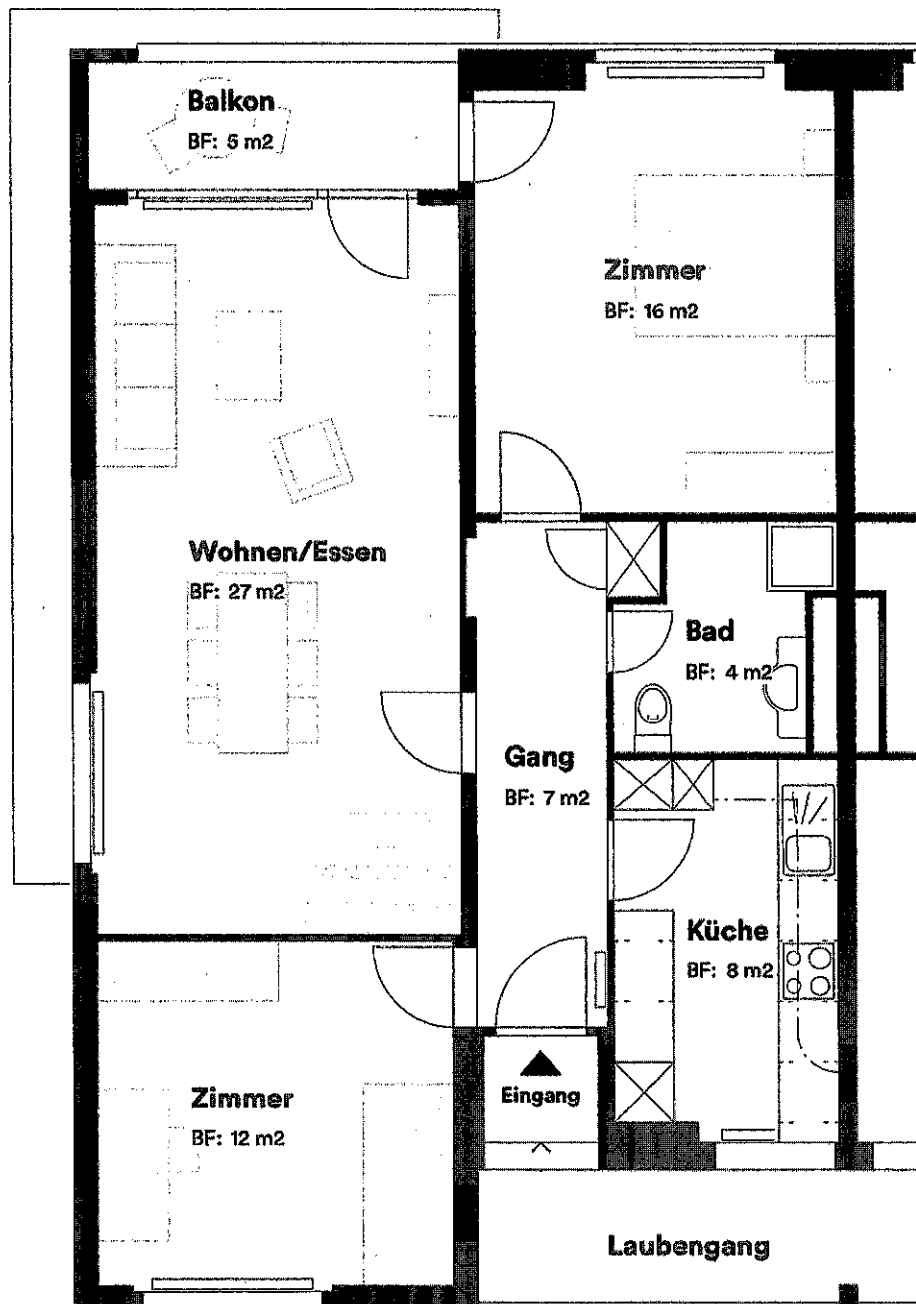 Balkon
BF: 5 m2
Zimmer
BF: 16 m2
Wohnen/Essen
BF: 27 m2
Bad
BF: 4 m2
Gang
BF: 7 m2
Küche
BF: 8 m2
Eingang
Zimmer
BF: 12 m2
Laubengang